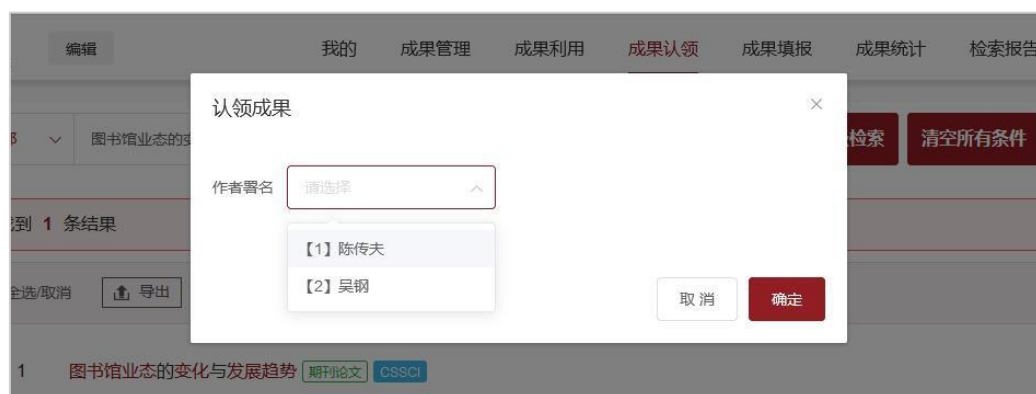 编辑 我的 成果管理 成果利用 成果认领 成果填报 成果统计 检索报告
认领成果
图书馆业态的变
检索 清空所有条件
作者署名 请选择
到 1 条结果
【1】陈传夫
全选/取消 导出
【2】吴钢
取消 确定
1 图书馆业态的变化与发展趋势 期刊论文 CSSCI